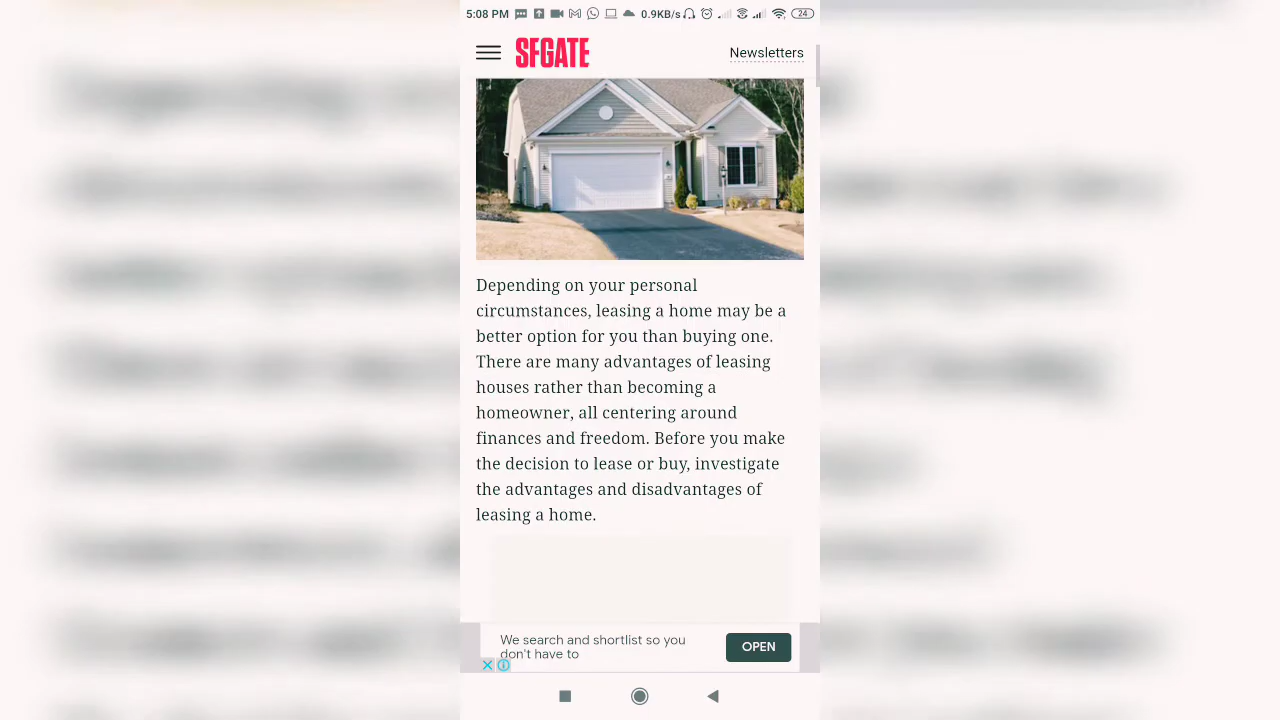 5:08 PM
0.9KB/s
24
SFGATE
Newsletters
Depending on your personal
circumstances, leasing a home may be a
better option for you than buying one.
There are many advantages of leasing
houses rather than becoming a
homeowner, all centering around
finances and freedom. Before you make
the decision to lease or buy, investigate
the advantages and disadvantages of
leasing a home.
We search and shortlist so you
don't have to
OPEN